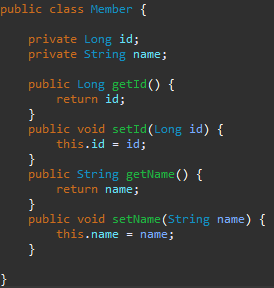 public class Member {
private Long id;
private String name;
public Long getId() {
return id;
}
public void setId(Long id) {
this.id = id;
}
public String getName() {
return name;
}
public void setName(String name) {
this.name = name;
}
}